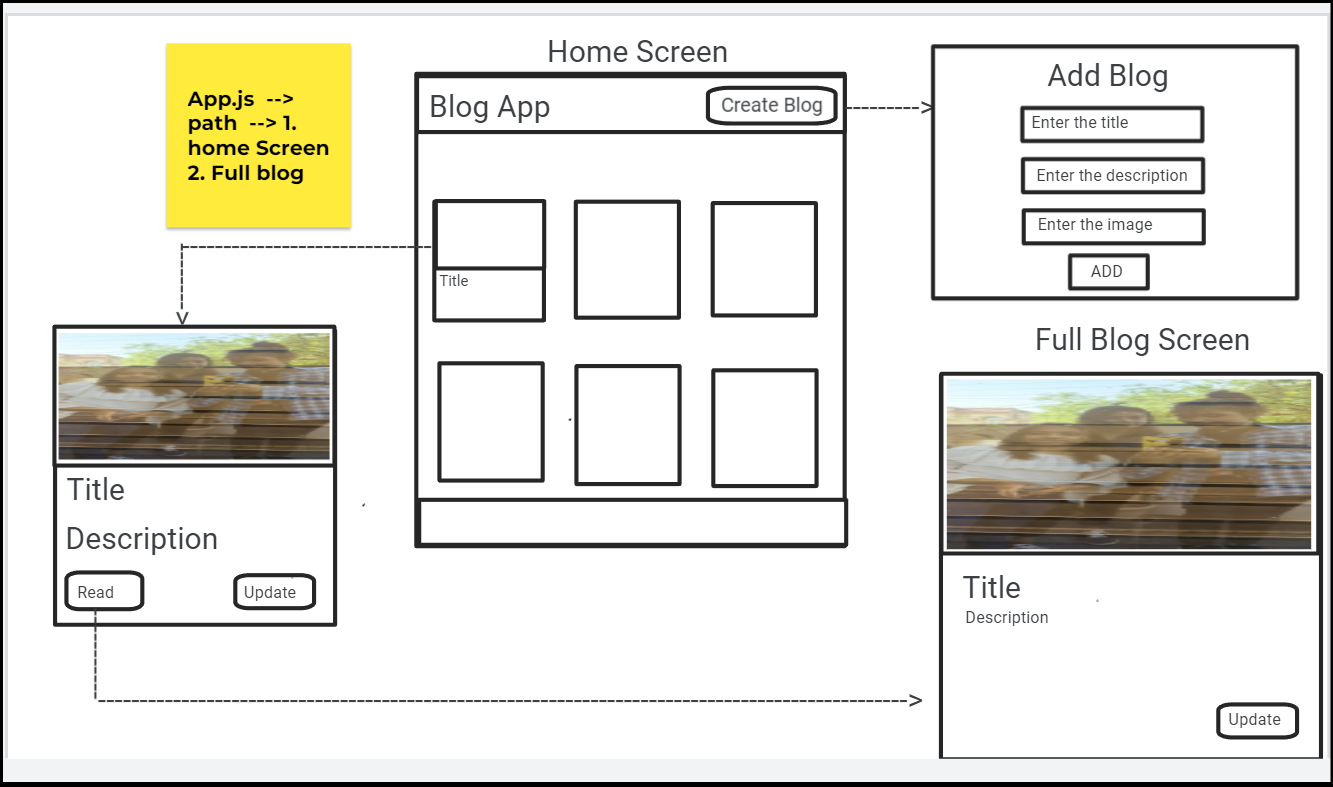 App.js -->
path --> 1.
home Screen
2. Full blog
Home Screen
Blog App
Create Blog
Title
Add Blog
Enter the title
Enter the description
Enter the image
ADD
Title
Description
Read
Update
Full Blog Screen
Title
Description
Update